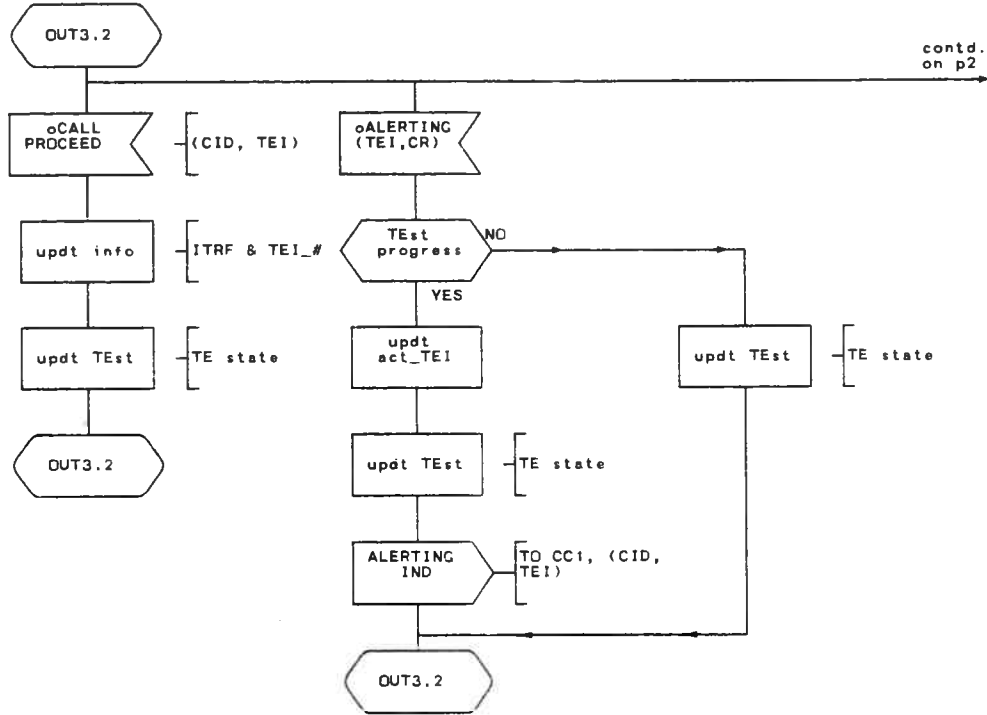 OUT3.2
contd.
on p2
oCALL
PROCEED
(CID, TEI)
oALERTING
(TEI,CR)
updt info
ITRF & TEI_#
TEst
progress
NO
YES
updt TEst
TE state
updt
act_TEI
updt TEst
TE state
OUT3.2
updt TEst
TE state
ALERTING
IND
TO CC1, (CID,
TEI)
OUT3.2